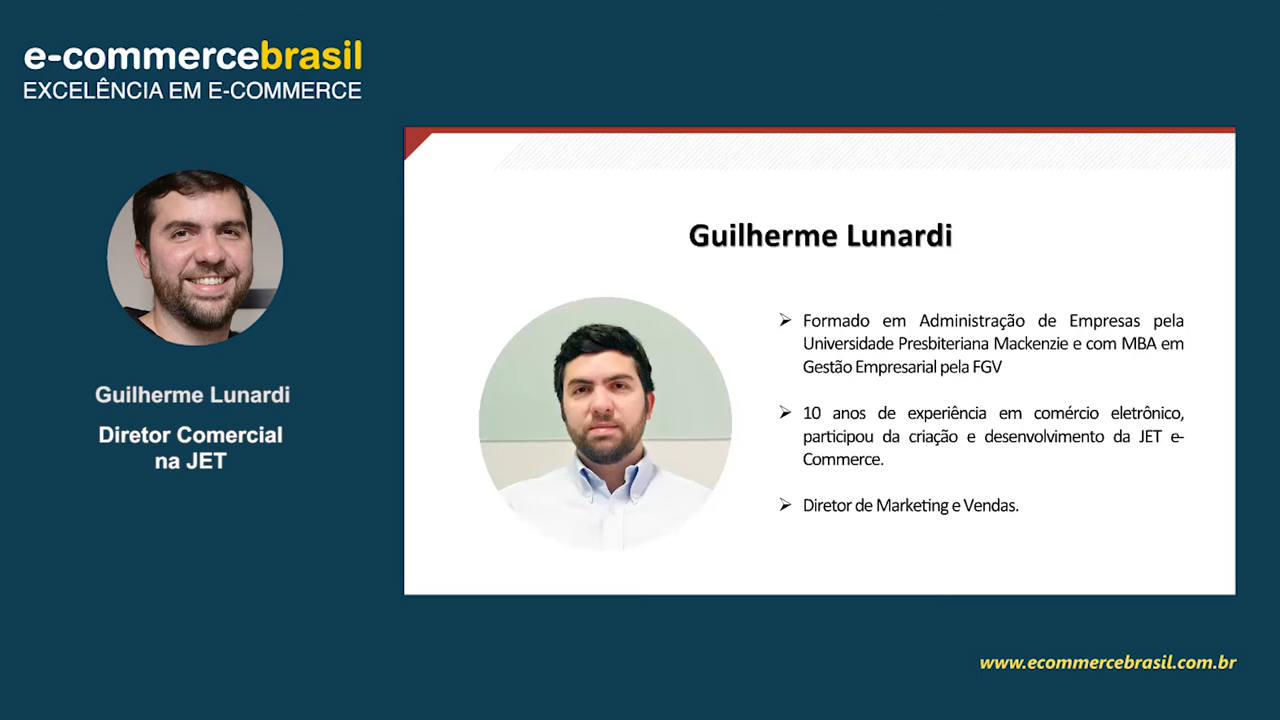 e-commercebrasil
EXCELÊNCIA EM E-COMMERCE
Guilherme Lunardi
Diretor Comercial
na JET
Guilherme Lunardi
Formado em Administração de Empresas pela
Universidade Presbiteriana Mackenzie e com MBA em
Gestão Empresarial pela FGV
10 anos de experiência em comércio eletrônico,
participou da criação e desenvolvimento da JET e-
Commerce.
Diretor de Marketing e Vendas.
www.ecommercebrasil.com.br